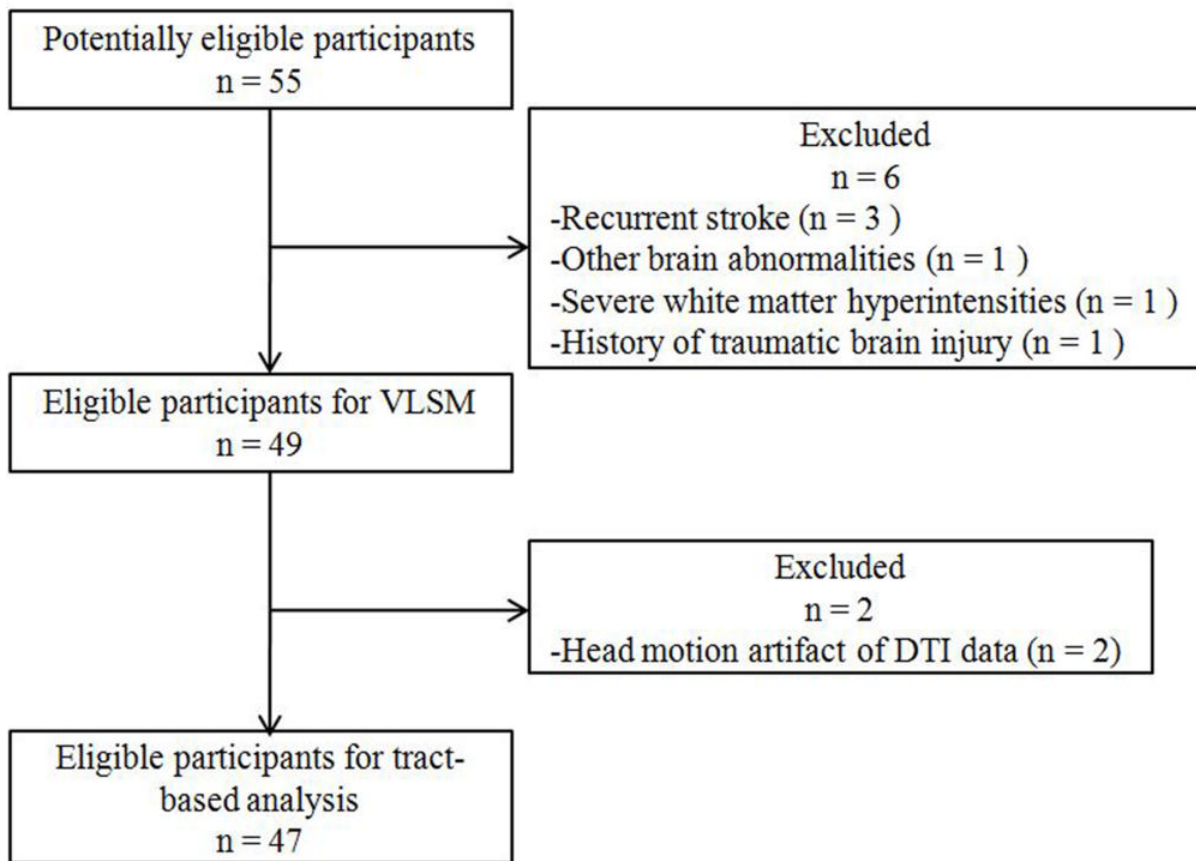 Potentially eligible participants
n = 55
Excluded
n = 6
-Recurrent stroke (n = 3 )
-Other brain abnormalities (n = 1 )
-Severe white matter hyperintensities (n = 1 )
-History of traumatic brain injury (n = 1 )
Eligible participants for VLSM
n = 49
Excluded
n = 2
-Head motion artifact of DTI data (n = 2)
Eligible participants for tract-
based analysis
n = 47